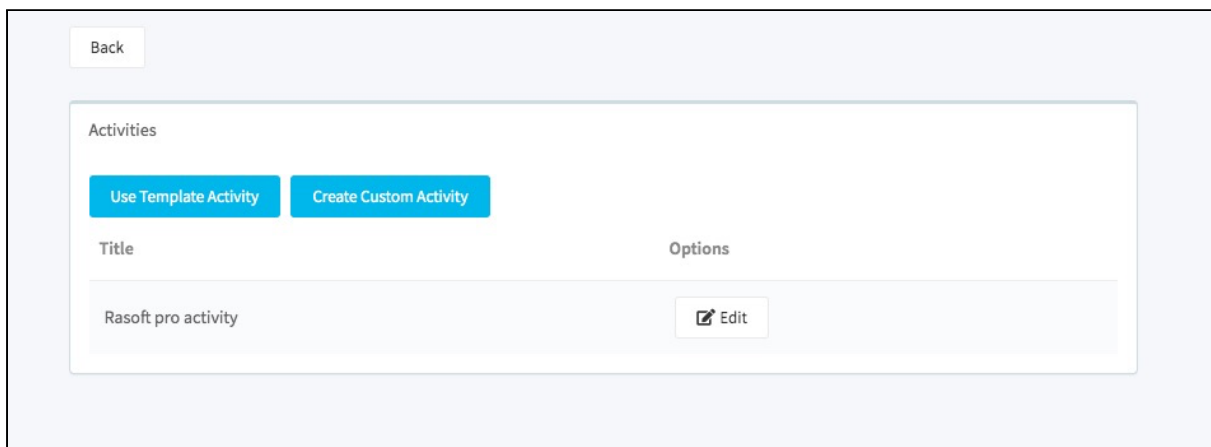 Back
Activities
Use Template Activity Create Custom Activity
Title Options
Rasoft pro activity Edit